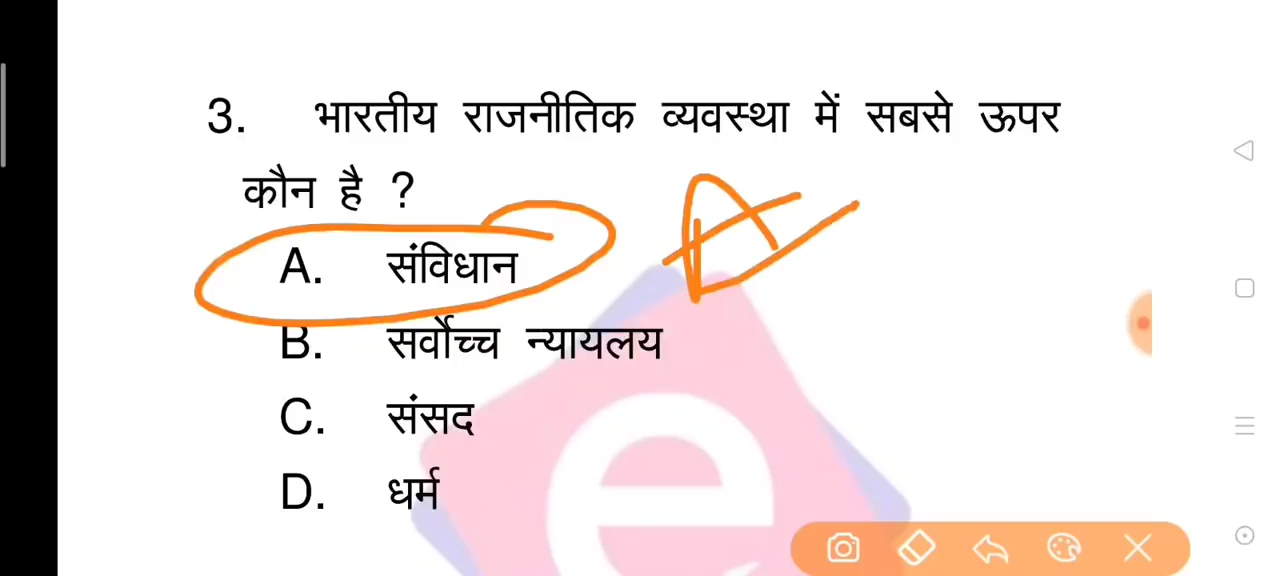 3. भारतीय राजनीतिक व्यवस्था में सबसे ऊपर
कौन है ?
A. संविधान
B. सर्वोच्च न्यायलय
C. संसद
D. धर्म